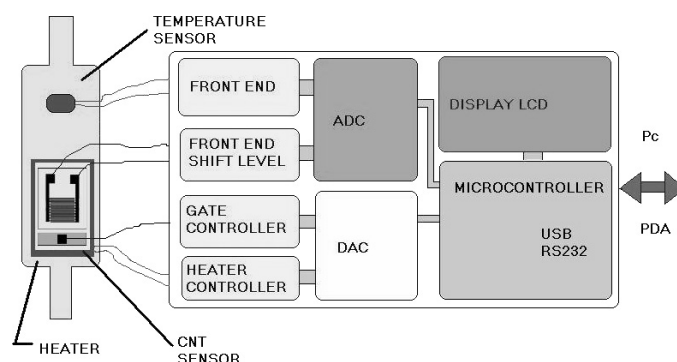 TEMPERATURE
SENSOR
FRONT END
ADC
DISPLAY LCD
FRONT END
SHIFT LEVEL
Pc
MICROCONTROLLER
GATE
CONTROLLER
USB
RS232
PDA
DAC
HEATER
CONTROLLER
HEATER
CNT
SENSOR